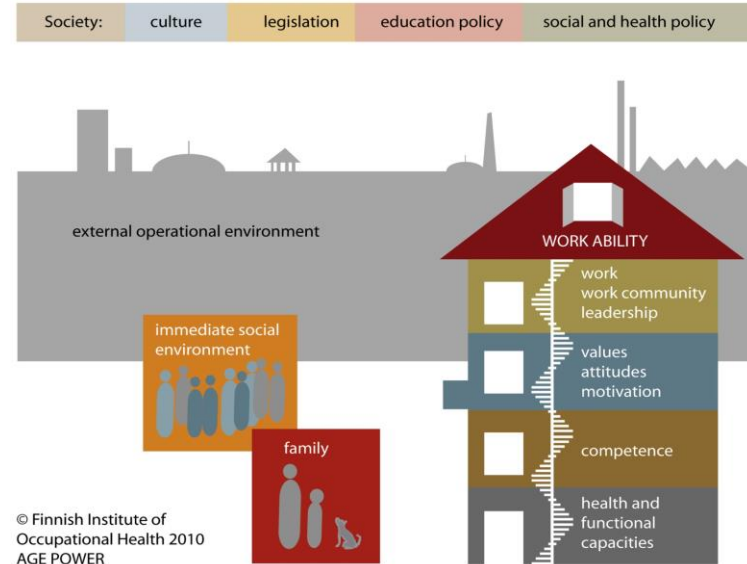 Society: culture legislation education policy social and health policy
external operational environment
WORK ABILITY
work
work community
leadership
immediate social
environment
values
attitudes
motivation
family
competence
health and
functional
capacities
© Finnish Institute of
Occupational Health 2010
AGE POWER